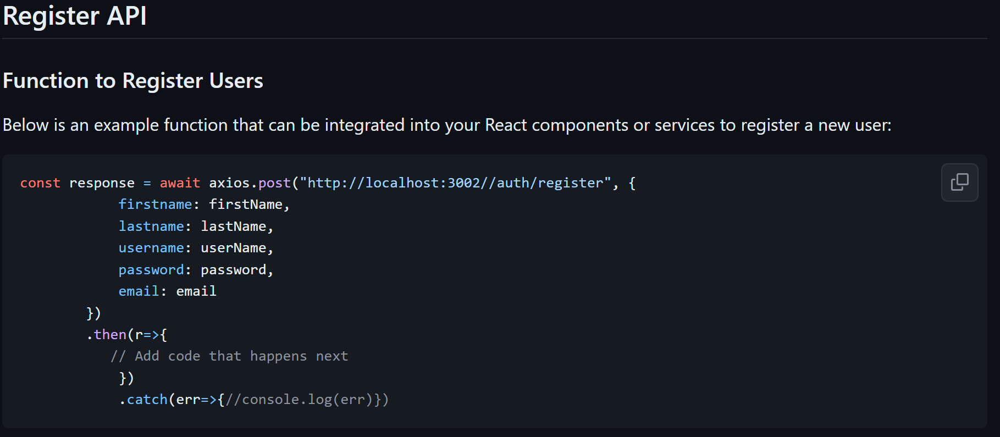 Register API
Function to Register Users
Below is an example function that can be integrated into your React components or services to register a new user:
const response = await axios.post("http://localhost:3002//auth/register", {
            firstname: firstName,
            lastname: lastName,
            username: userName,
            password: password,
            email: email
        })
        .then(r=>{
           // Add code that happens next
            })
            .catch(err=>{//console.log(err)})